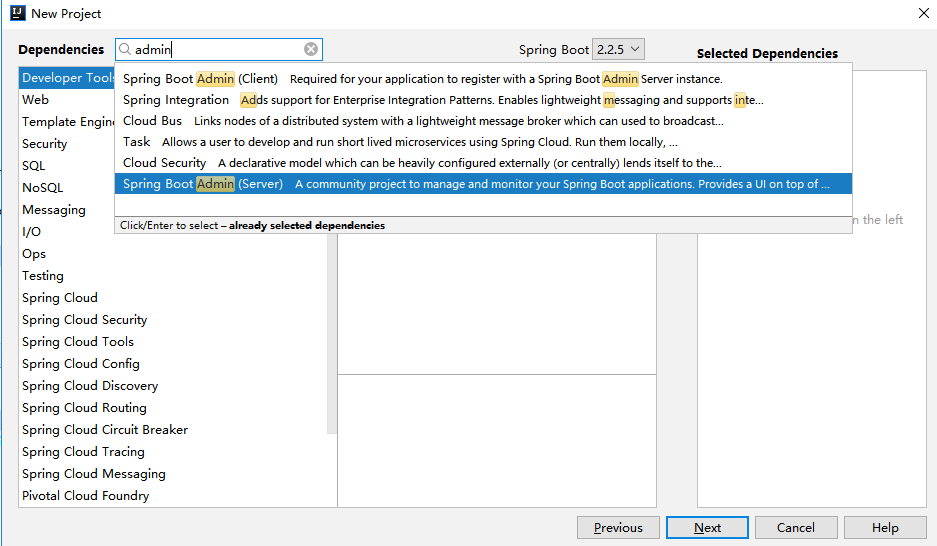 New Project
Dependencies admin Spring Boot 2.2.5 Selected Dependencies
Spring Boot Admin (Client) Required for your application to register with a Spring Boot Admin Server instance.
Spring Integration Adds support for Enterprise Integration Patterns. Enables lightweight messaging and supports inte...
Cloud Bus Links nodes of a distributed system with a lightweight message broker which can used to broadcast...
Task Allows a user to develop and run short lived microservices using Spring Cloud. Run them locally, ...
Cloud Security A declarative model which can be heavily configured externally (or centrally) lends itself to the...
Spring Boot Admin (Server) A community project to manage and monitor your Spring Boot applications. Provides a UI on top of ...
Click/Enter to select – already selected dependencies
Developer Tools
Web
Template Engin
Security
SQL
NoSQL
Messaging
n the left
I/O
Ops
Testing
Spring Cloud
Spring Cloud Security
Spring Cloud Tools
Spring Cloud Config
Spring Cloud Discovery
Spring Cloud Routing
Spring Cloud Circuit Breaker
Spring Cloud Tracing
Spring Cloud Messaging
Pivotal Cloud Foundry
Previous Next Cancel Help